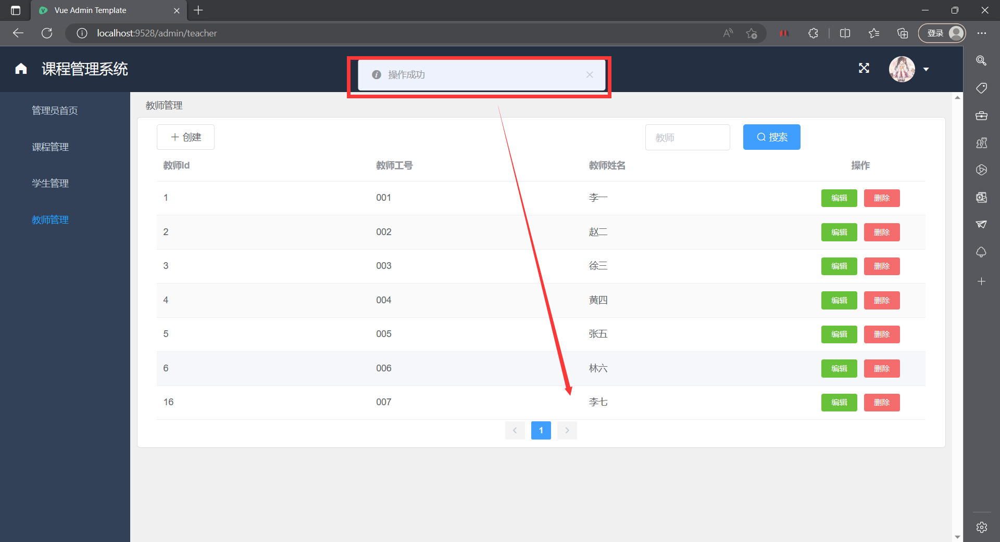 Vue Admin Template
localhost:9528/admin/teacher
登录
课程管理系统
操作成功
管理员首页
课程管理
学生管理
教师管理
教师管理
创建
教师
搜索
教师Id 教师工号 教师姓名 操作
1 001 李一 编辑 删除
2 002 赵二 编辑 删除
3 003 徐三 编辑 删除
4 004 黄四 编辑 删除
5 005 张五 编辑 删除
6 006 林六 编辑 删除
16 007 李七 编辑 删除
1